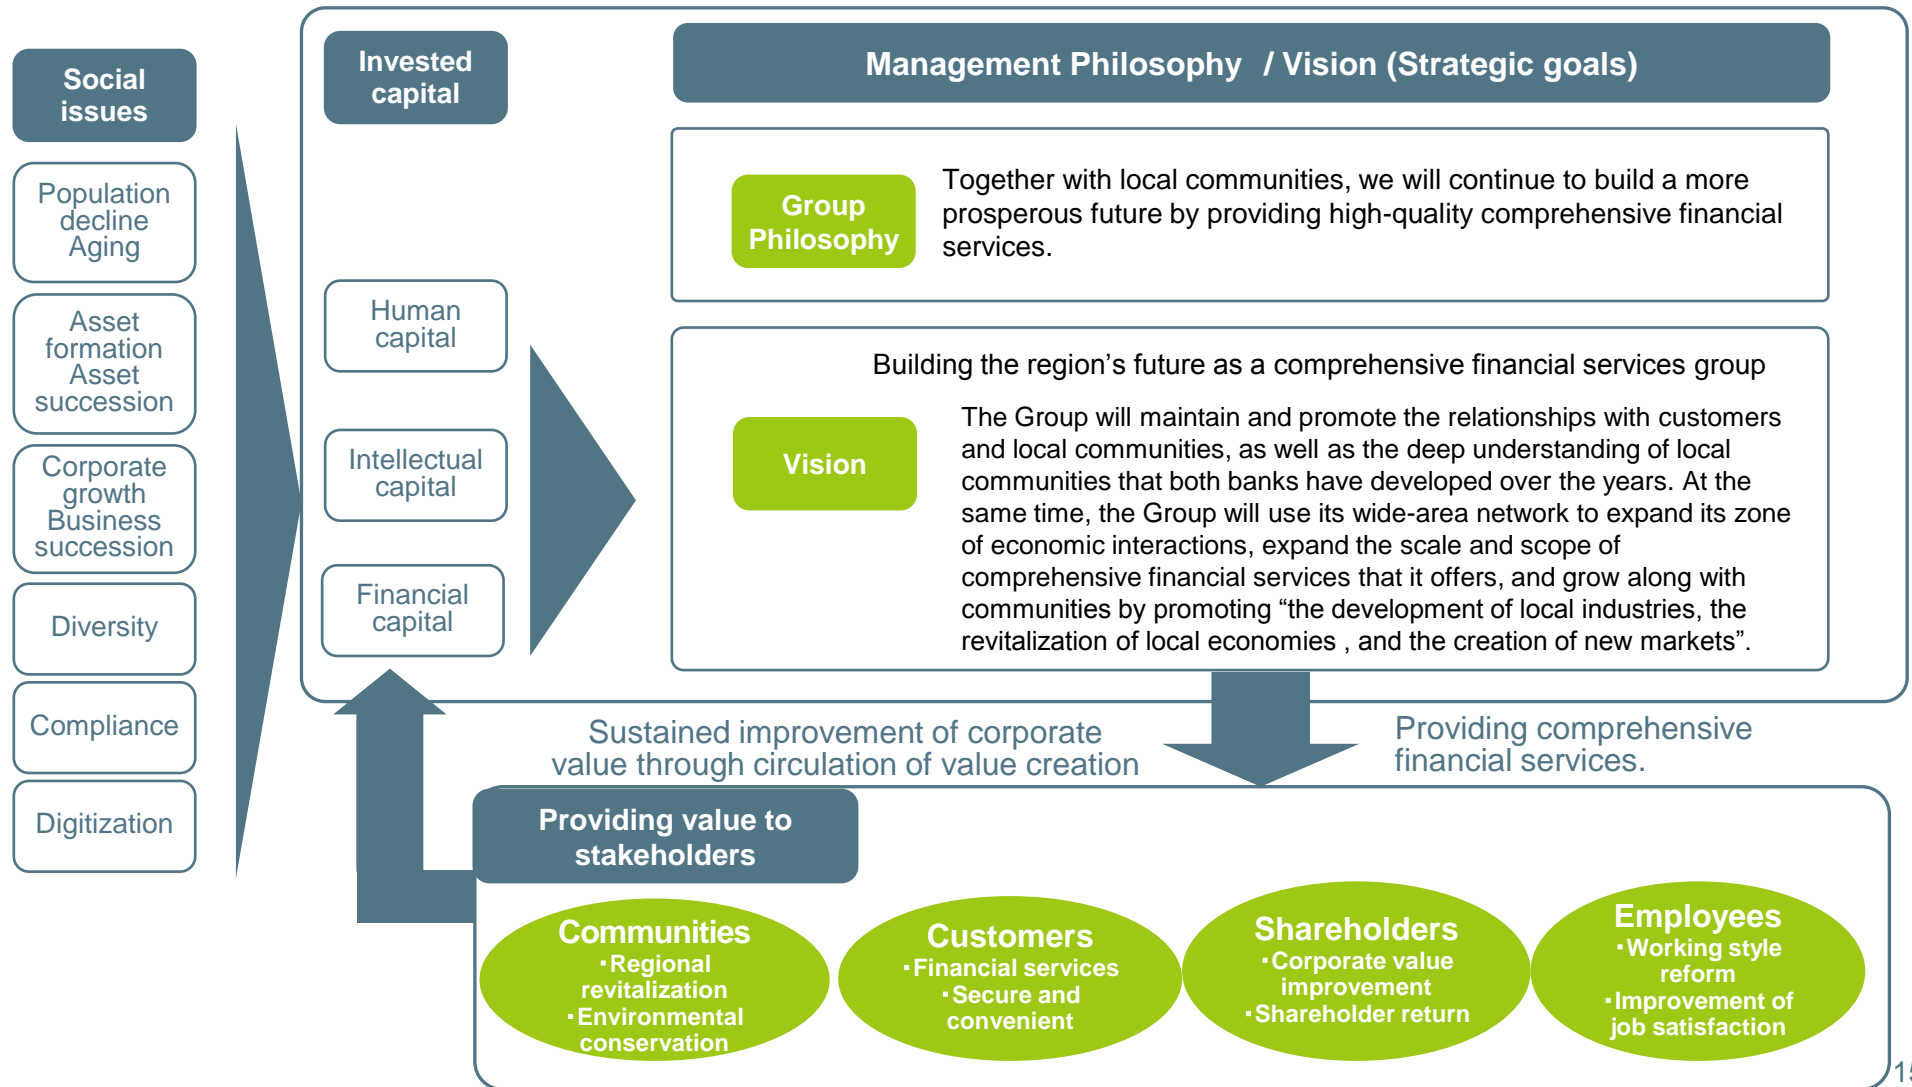 Social
issues
Population
decline
Aging
Asset
formation
Asset
succession
Corporate
growth
Business
succession
Diversity
Compliance
Digitization
Invested
capital
Human
capital
Intellectual
capital
Financial
capital
Management Philosophy / Vision (Strategic goals)
Group
Philosophy
Together with local communities, we will continue to build a more
prosperous future by providing high-quality comprehensive financial
services.
Building the region’s future as a comprehensive financial services group
Vision
The Group will maintain and promote the relationships with customers
and local communities, as well as the deep understanding of local
communities that both banks have developed over the years. At the
same time, the Group will use its wide-area network to expand its zone
of economic interactions, expand the scale and scope of
comprehensive financial services that it offers, and grow along with
communities by promoting “the development of local industries, the
revitalization of local economies , and the creation of new markets”.
Sustained improvement of corporate
value through circulation of value creation
Providing comprehensive
financial services.
Providing value to
stakeholders
Communities
・Regional
revitalization
・Environmental
conservation
Customers
・Financial services
・Secure and
convenient
Shareholders
・Corporate value
improvement
・Shareholder return
Employees
・Working style
reform
・Improvement of
job satisfaction